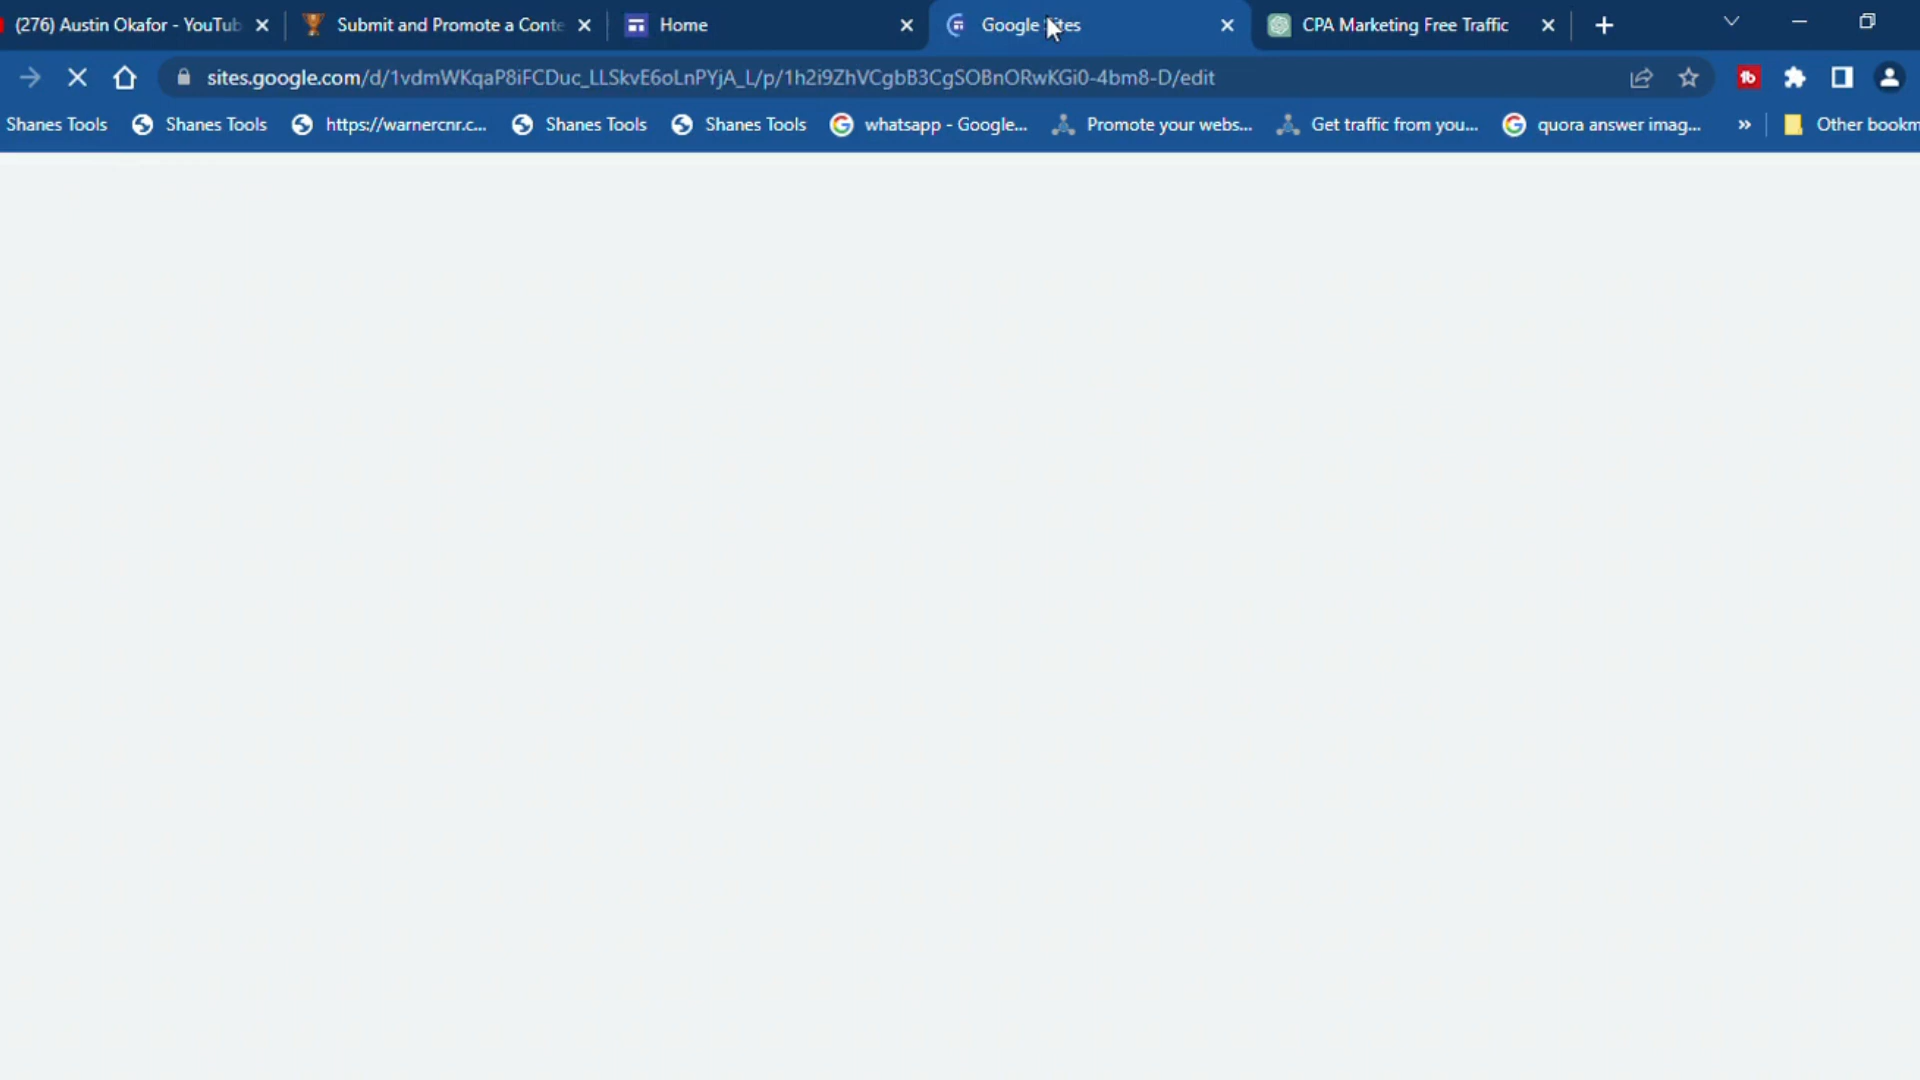 (276) Austin Okafor - YouTub
Submit and Promote a Conte
Home
Google Sites
CPA Marketing Free Traffic
sites.google.com/d/1vdmWKqaP8iFCDuc_LLSkvE6oLnPYjA_L/p/1h2i9ZhVCgbB3CgSOBnORwKGi0-4bm8-D/edit
Shanes Tools
Shanes Tools
https://warnercnr.c...
Shanes Tools
Shanes Tools
whatsapp - Google...
Promote your webs...
Get traffic from you...
quora answer imag...
»
Other bookm